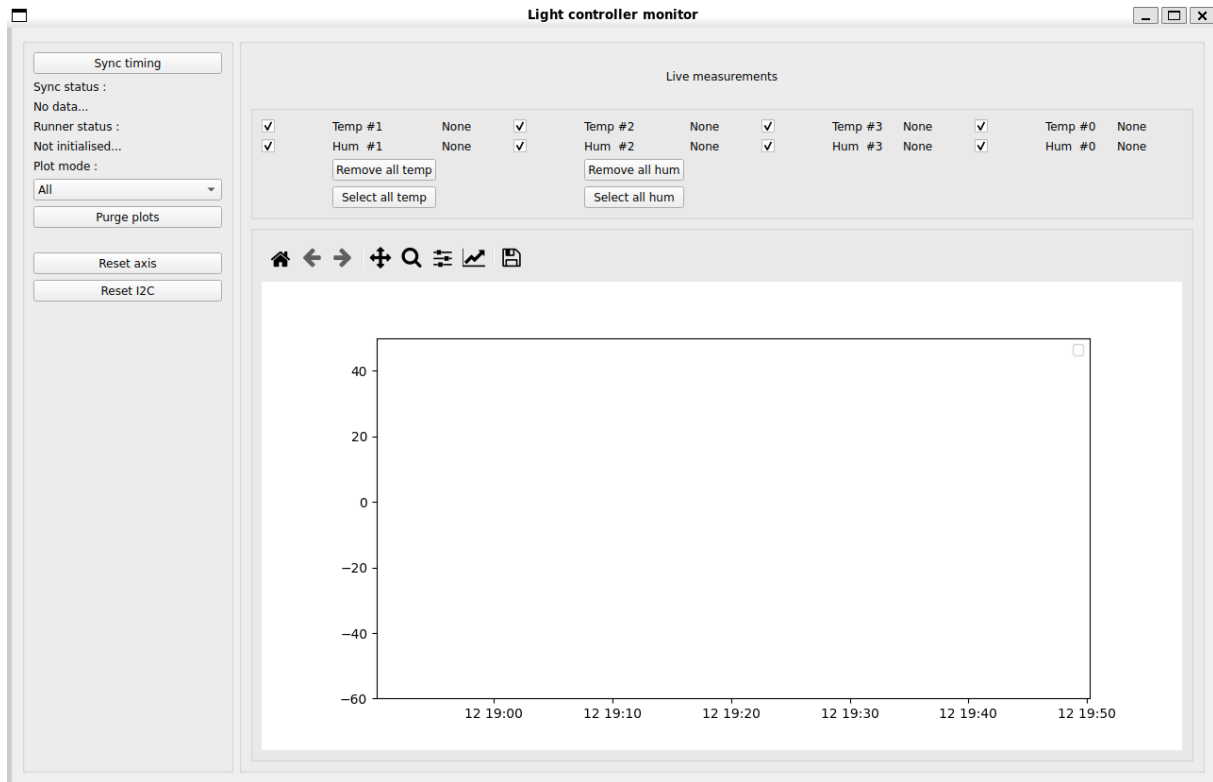 Light controller monitor
Sync timing
Sync status :
No data...
Runner status :
Not initialised...
Plot mode :
All
Purge plots
Reset axis
Reset I2C
Live measurements
Temp #1 None Temp #2 None Temp #3 None Temp #0 None
Hum #1 None Hum #2 None Hum #3 None Hum #0 None
Remove all temp Remove all hum
Select all temp Select all hum
40
20
0
−20
−40
−60
12 19:00 12 19:10 12 19:20 12 19:30 12 19:40 12 19:50